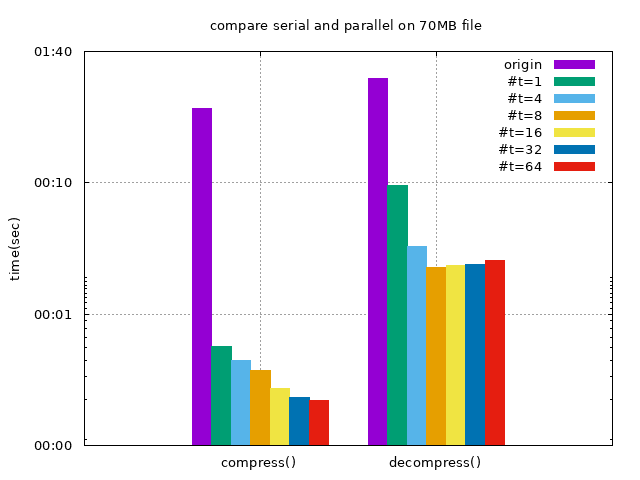 compare serial and parallel on 70MB file
01:40
00:10
00:01
00:00
time(sec)
origin
#t=1
#t=4
#t=8
#t=16
#t=32
#t=64
compress()
decompress()